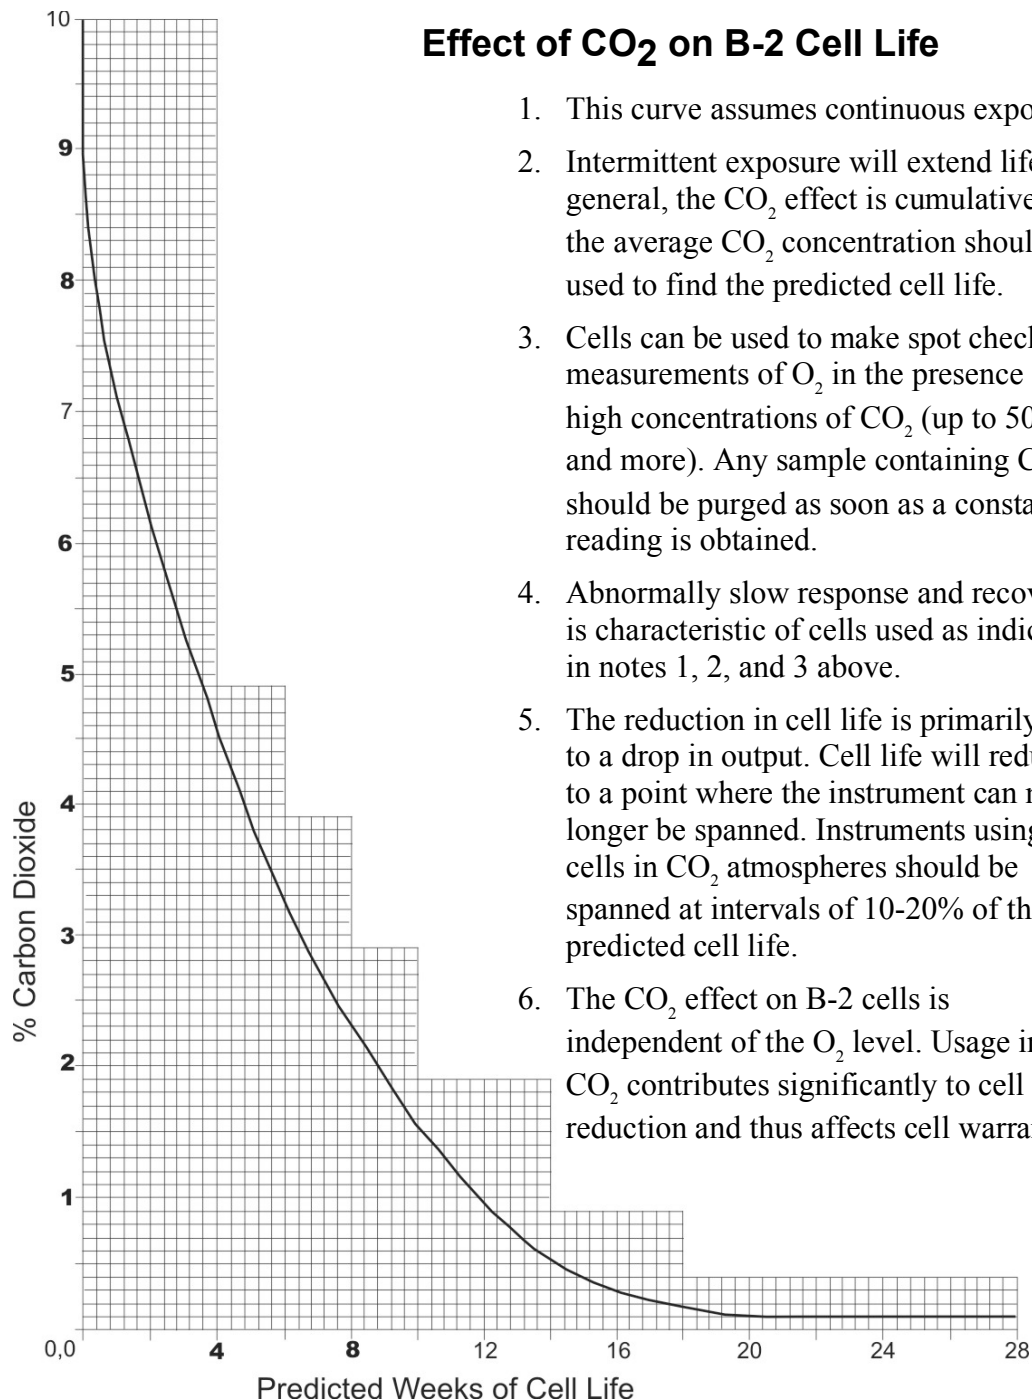 Effect of CO2 on B-2 Cell Life
1. This curve assumes continuous expo
2. Intermittent exposure will extend life
general, the CO2 effect is cumulative
the average CO2 concentration shoul
used to find the predicted cell life.
3. Cells can be used to make spot check
measurements of O2 in the presence
high concentrations of CO2 (up to 50
and more). Any sample containing C
should be purged as soon as a consta
reading is obtained.
4. Abnormally slow response and recov
is characteristic of cells used as indic
in notes 1, 2, and 3 above.
5. The reduction in cell life is primarily
to a drop in output. Cell life will redu
to a point where the instrument can n
longer be spanned. Instruments using
cells in CO2 atmospheres should be
spanned at intervals of 10-20% of th
predicted cell life.
6. The CO2 effect on B-2 cells is
independent of the O2 level. Usage in
CO2 contributes significantly to cell
reduction and thus affects cell warra
10
9
8
7
6
5
4
3
2
1
% Carbon Dioxide
0,0 4 8 12 16 20 24 28
Predicted Weeks of Cell Life